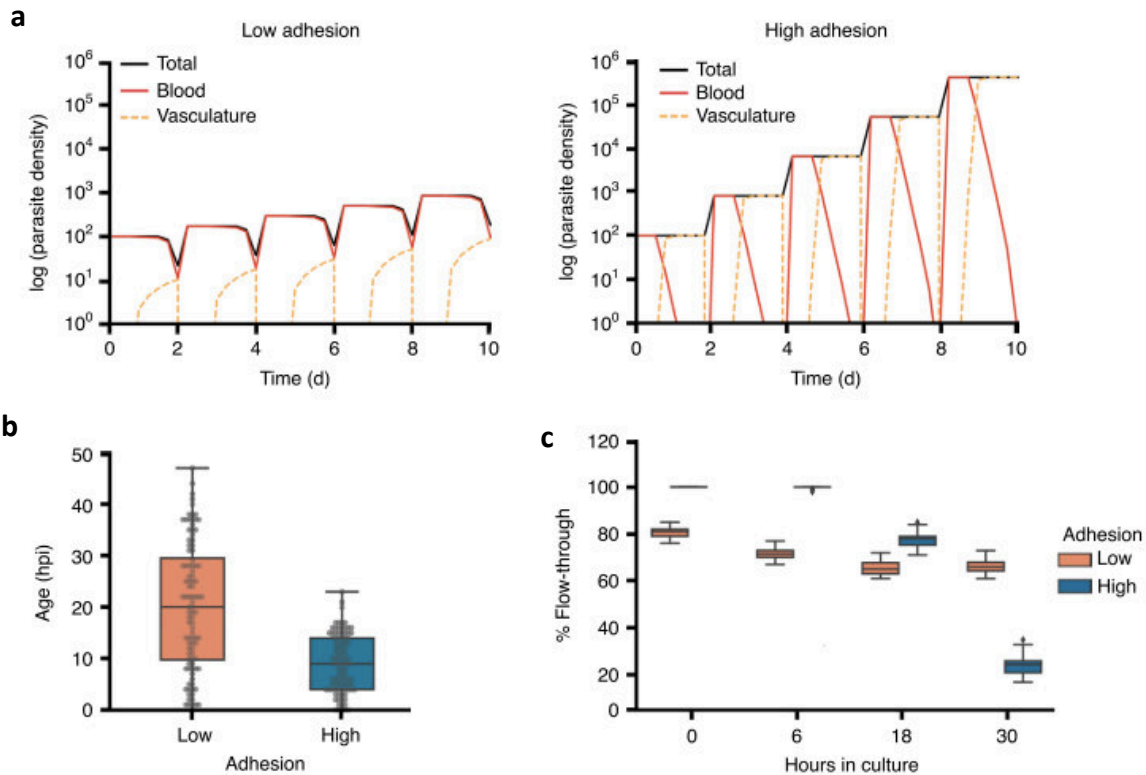 a
Low adhesion
log (parasite density)
10⁶
10⁵
10⁴
10³
10²
10¹
10⁰
Total
Blood
Vasculature
0 2 4 6 8 10
Time (d)
High adhesion
log (parasite density)
10⁶
10⁵
10⁴
10³
10²
10¹
10⁰
Total
Blood
Vasculature
0 2 4 6 8 10
Time (d)
b
Age (hpi)
50
40
30
20
10
0
Low High
Adhesion
c
% Flow-through
120
100
80
60
40
20
0
0 6 18 30
Hours in culture
Adhesion
Low
High